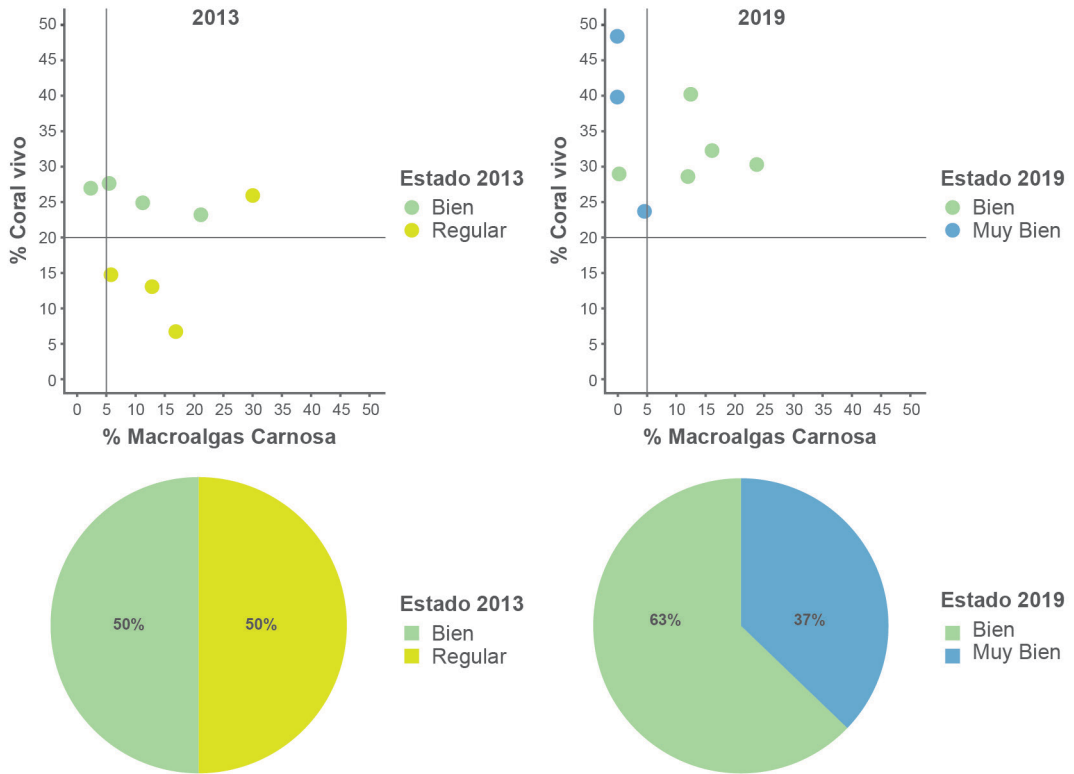 2013
% Coral vivo
50
45
40
35
30
25
20
15
10
5
0
0 5 10 15 20 25 30 35 40 45 50
% Macroalgas Carnosa
Estado 2013
Bien
Regular
2019
% Coral vivo
50
45
40
35
30
25
20
15
10
5
0
0 5 10 15 20 25 30 35 40 45 50
% Macroalgas Carnosa
Estado 2019
Bien
Muy Bien
50%
50%
Estado 2013
Bien
Regular
63%
37%
Estado 2019
Bien
Muy Bien